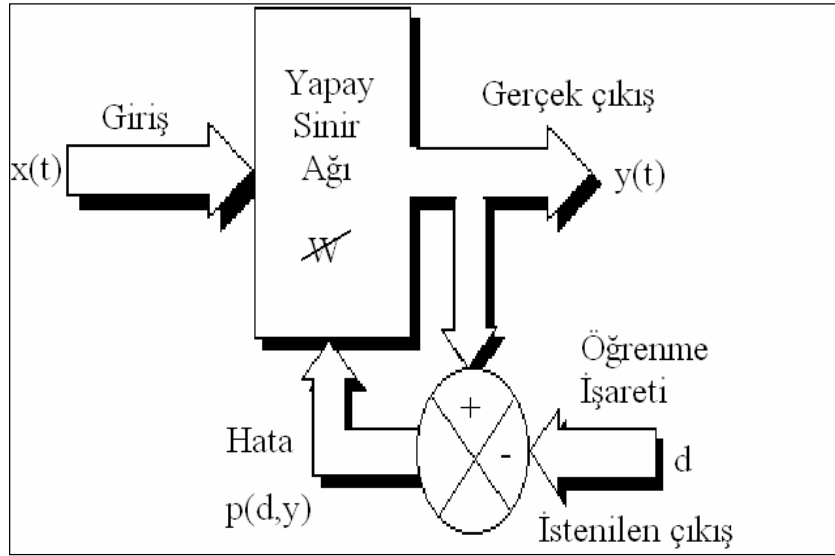 Yapay
Sinir
Ağı
W
Giriş
x(t)
Gerçek çıkış
y(t)
Öğrenme
İşareti
+
-
d
Hata
p(d,y)
İstenilen çıkış